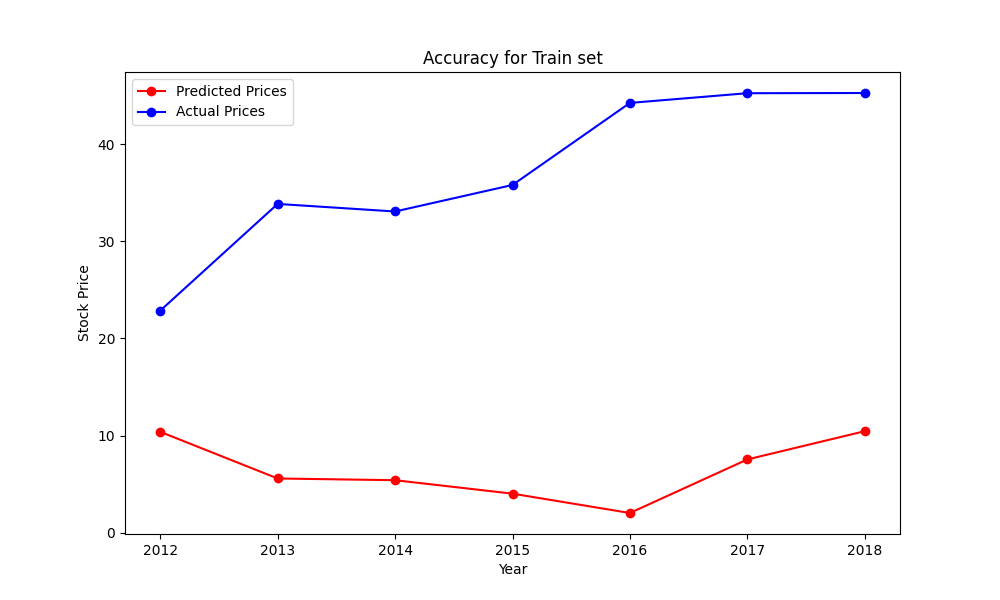 Accuracy for Train set
Predicted Prices
Actual Prices
Stock Price
40
30
20
10
0
2012 2013 2014 2015 2016 2017 2018
Year